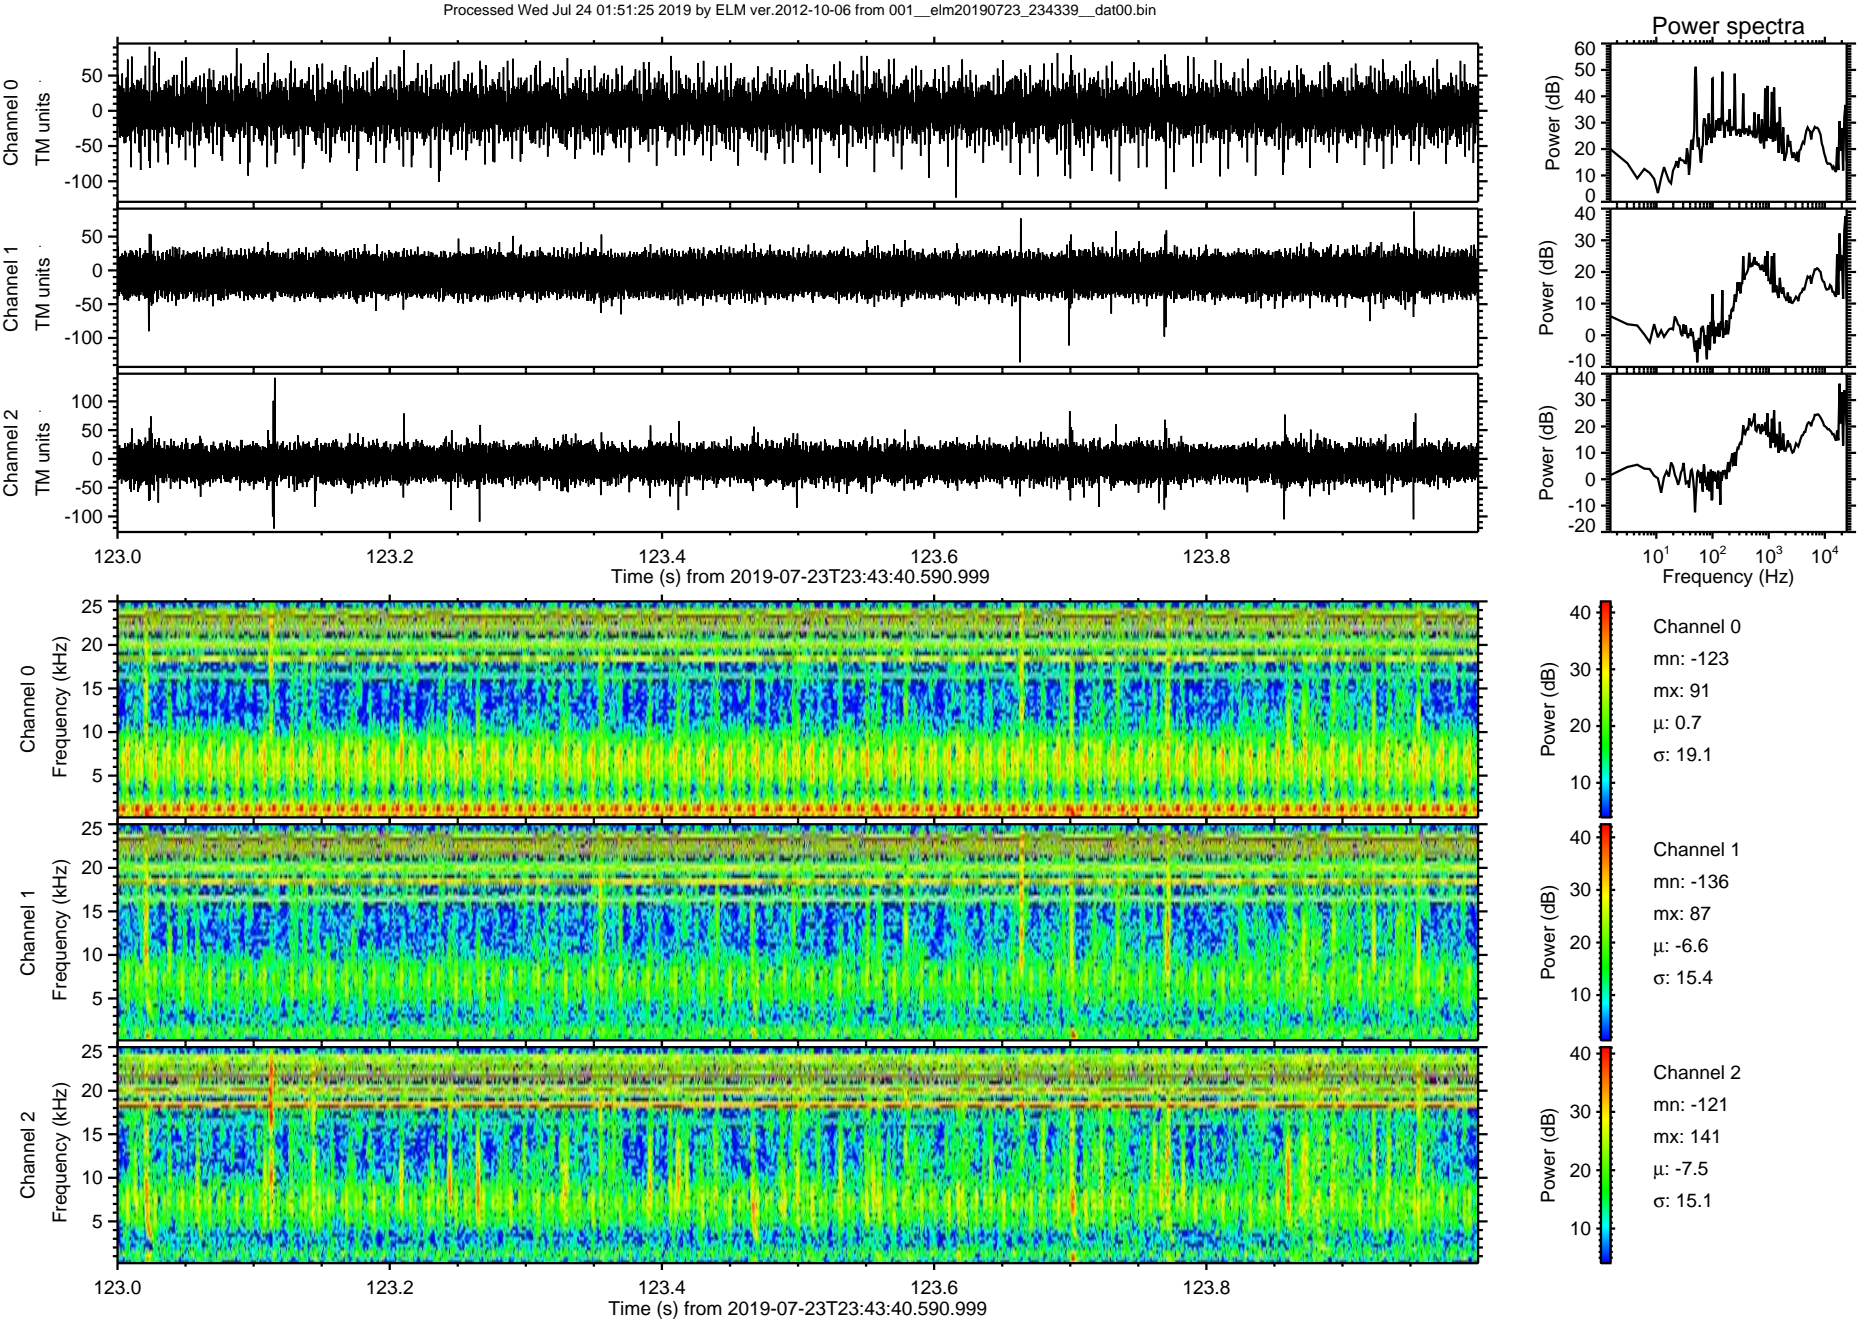 Processed Wed Jul 24 01:51:25 2019 by ELM ver.2012-10-06 from 001__elm20190723_234339__dat00.bin
Power spectra
Channel 0
TM units
50
0
-50
-100
Power (dB)
60
50
40
30
20
10
0
Channel 1
TM units
50
0
-50
-100
Power (dB)
40
30
20
10
0
-10
Channel 2
TM units
100
50
0
-50
-100
Power (dB)
40
30
20
10
0
-10
-20
123.0 123.2 123.4 123.6 123.8
Time (s) from 2019-07-23T23:43:40.590.999
10^1 10^2 10^3 10^4
Frequency (Hz)
Channel 0
Frequency (kHz)
25
20
15
10
5
Power (dB)
40
30
20
10
Channel 0
mn: -123
mx: 91
μ: 0.7
σ: 19.1
Channel 1
Frequency (kHz)
25
20
15
10
5
Power (dB)
40
30
20
10
Channel 1
mn: -136
mx: 87
μ: -6.6
σ: 15.4
Channel 2
Frequency (kHz)
25
20
15
10
5
Power (dB)
40
30
20
10
Channel 2
mn: -121
mx: 141
μ: -7.5
σ: 15.1
123.0 123.2 123.4 123.6 123.8
Time (s) from 2019-07-23T23:43:40.590.999